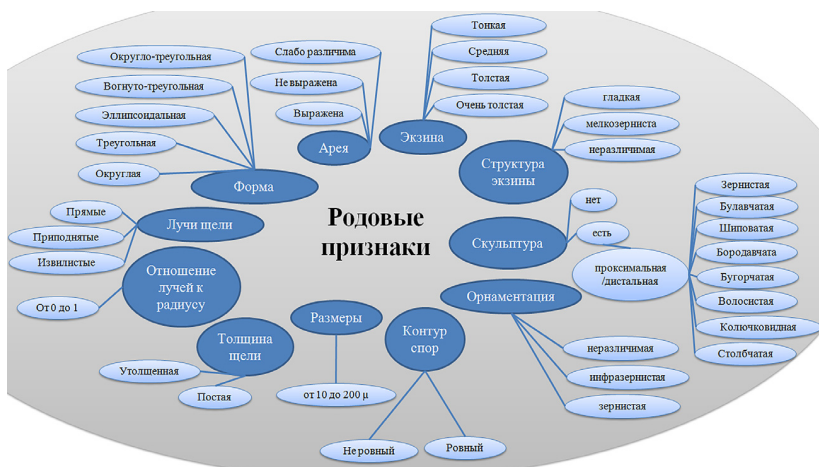 Родовые
признаки
Форма
Округло-треугольная
Вогнуто-треугольная
Эллипсоидальная
Треугольная
Округлая
Арея
Слабо различима
Не выражена
Выражена
Экзина
Тонкая
Средняя
Толстая
Очень толстая
Структура
экзины
гладкая
мелкозерниста
неразличимая
Скульптура
нет
есть
проксимальная
/дистальная
Зернистая
Булавчатая
Шиповатая
Бородавчата
Бугорчатая
Волосистая
Колючковидная
Столбчатая
Орнаментация
неразличимая
инфразернистая
зернистая
Контур
спор
Не ровный
Ровный
Размеры
от 10 до 200 μ
Толщина
щели
Утолщенная
Постая
Отношение
лучей к
радиусу
От 0 до 1
Лучи щели
Прямые
Приподнятые
Извилистые